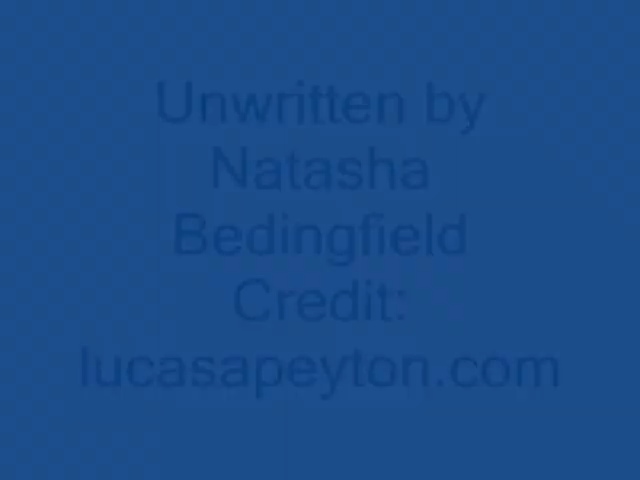 Unwritten by
Natasha
Bedingfield
Credit:
lucasapeyton.com